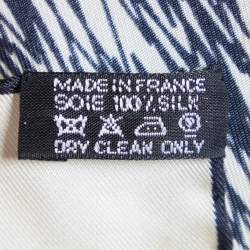 MADE IN FRANCE
SOIE 100% SILK
DRY CLEAN ONLY